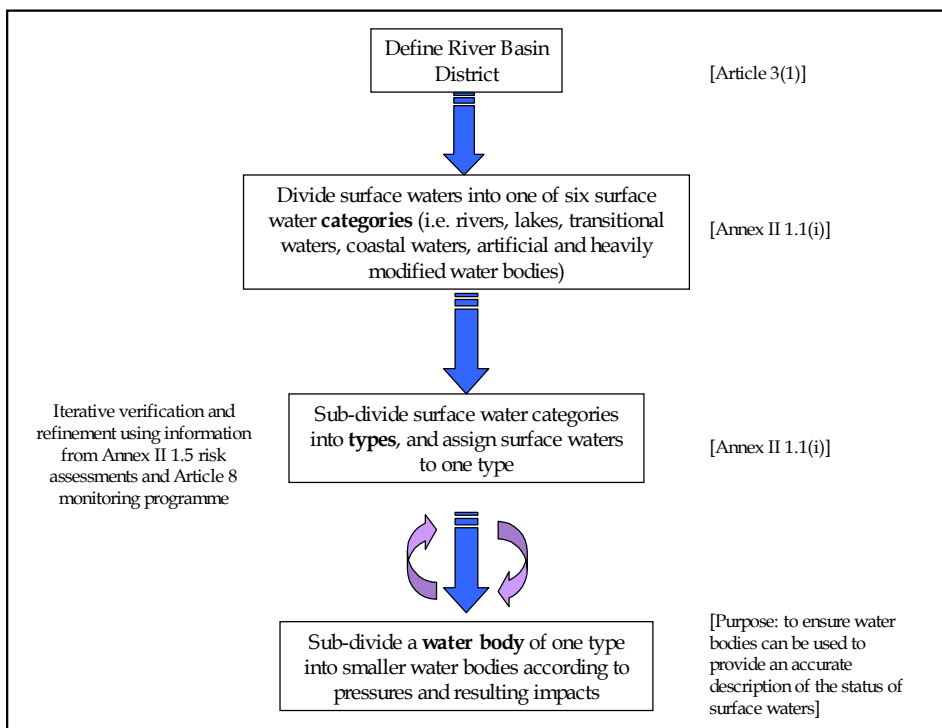 Define River Basin
District
[Article 3(1)]
Divide surface waters into one of six surface
water categories (i.e. rivers, lakes, transitional
waters, coastal waters, artificial and heavily
modified water bodies)
[Annex II 1.1(i)]
Iterative verification and
refinement using information
from Annex II 1.5 risk
assessments and Article 8
monitoring programme
Sub-divide surface water categories
into types, and assign surface waters
to one type
[Annex II 1.1(i)]
Sub-divide a water body of one type
into smaller water bodies according to
pressures and resulting impacts
[Purpose: to ensure water
bodies can be used to
provide an accurate
description of the status of
surface waters]